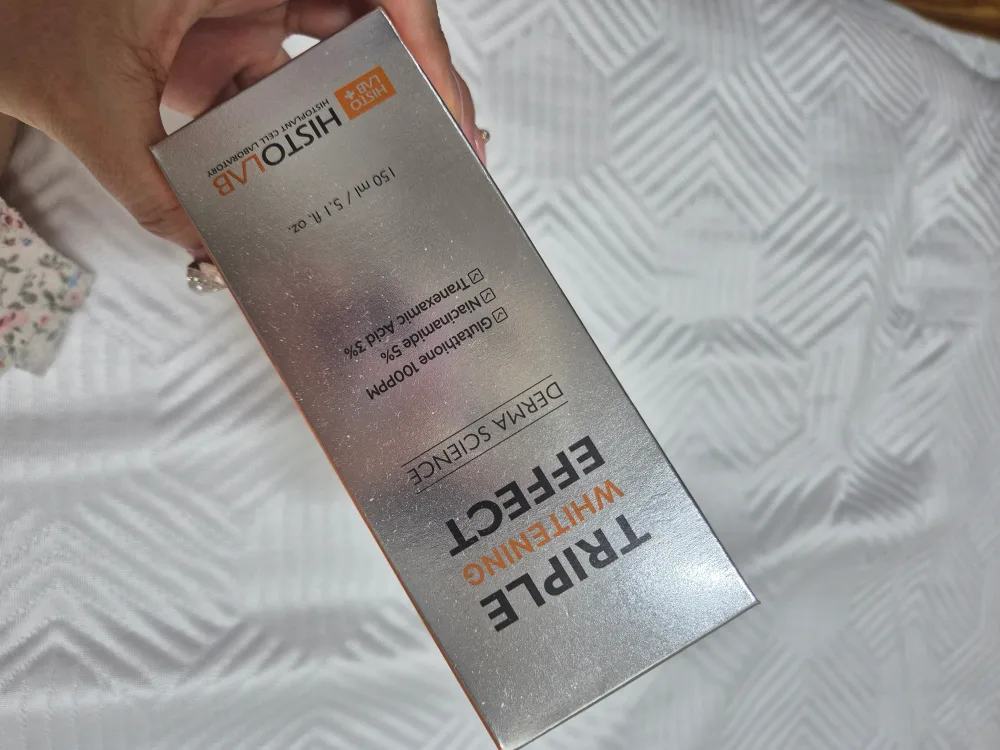 TRIPLE
WHITENING
EFFECT
DERMA SCIENCE
☑ Glutathione 100PPM
☑ Niacinamide 5%
☑ Tranexamic Acid 3%
150 ml / 5.1 fl. oz.
HISTO
LAB+
HISTOLAB
HISTOPLANT CELL LABORATORY